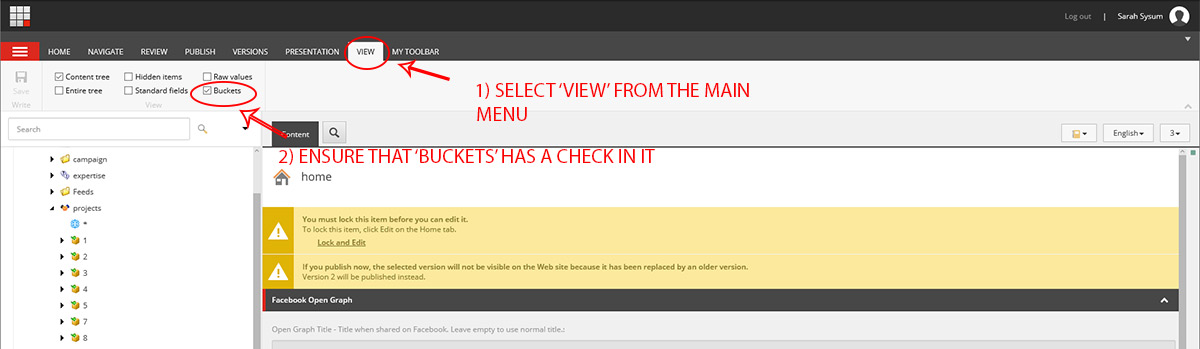 Log out | Sarah Sysum
HOME NAVIGATE REVIEW PUBLISH VERSIONS PRESENTATION VIEW MY TOOLBAR
Content tree Hidden items Raw values
Save Entire tree Standard fields Buckets
Write View
1) SELECT ‘VIEW’ FROM THE MAIN
MENU
Search
Content
English 3
2) ENSURE THAT ‘BUCKETS’ HAS A CHECK IN IT
home
campaign
expertise
Feeds
projects
*
1
2
3
4
5
7
8
You must lock this item before you can edit it.
To lock this item, click Edit on the Home tab.
Lock and Edit
If you publish now, the selected version will not be visible on the Web site because it has been replaced by an older version.
Version 2 will be published instead.
Facebook Open Graph
Open Graph Title - Title when shared on Facebook. Leave empty to use normal title.: